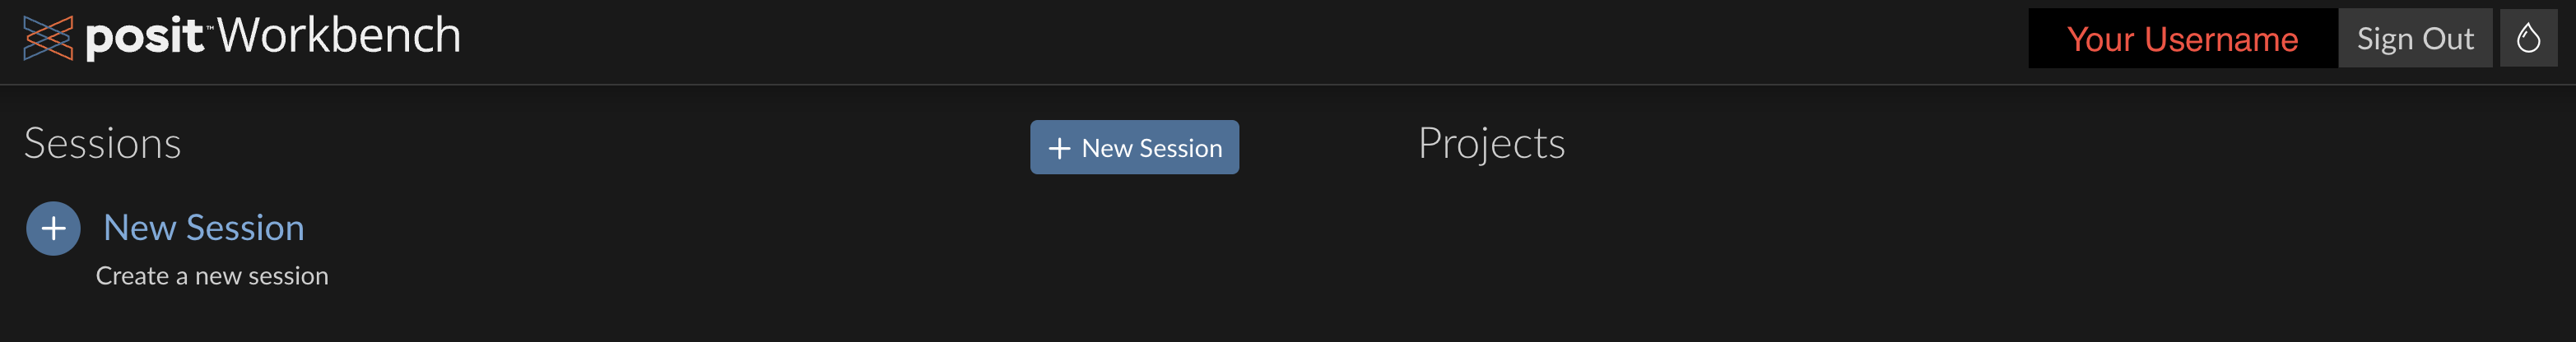 posit™ Workbench
Your Username
Sign Out
Sessions
New Session
Projects
New Session
Create a new session